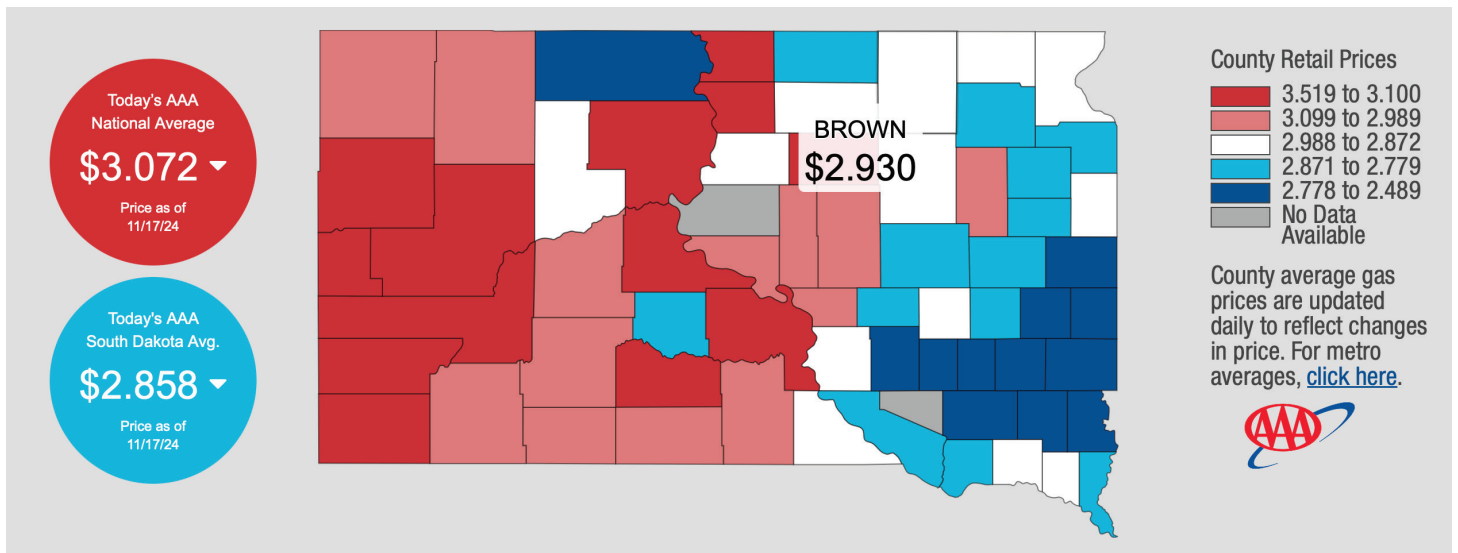 Today's AAA
National Average
$3.072
Price as of
11/17/24
Today's AAA
South Dakota Avg.
$2.858
Price as of
11/17/24
BROWN
$2.930
County Retail Prices
3.519 to 3.100
3.099 to 2.989
2.988 to 2.872
2.871 to 2.779
2.778 to 2.489
No Data
Available
County average gas
prices are updated
daily to reflect changes
in price. For metro
averages, click here.
AAA